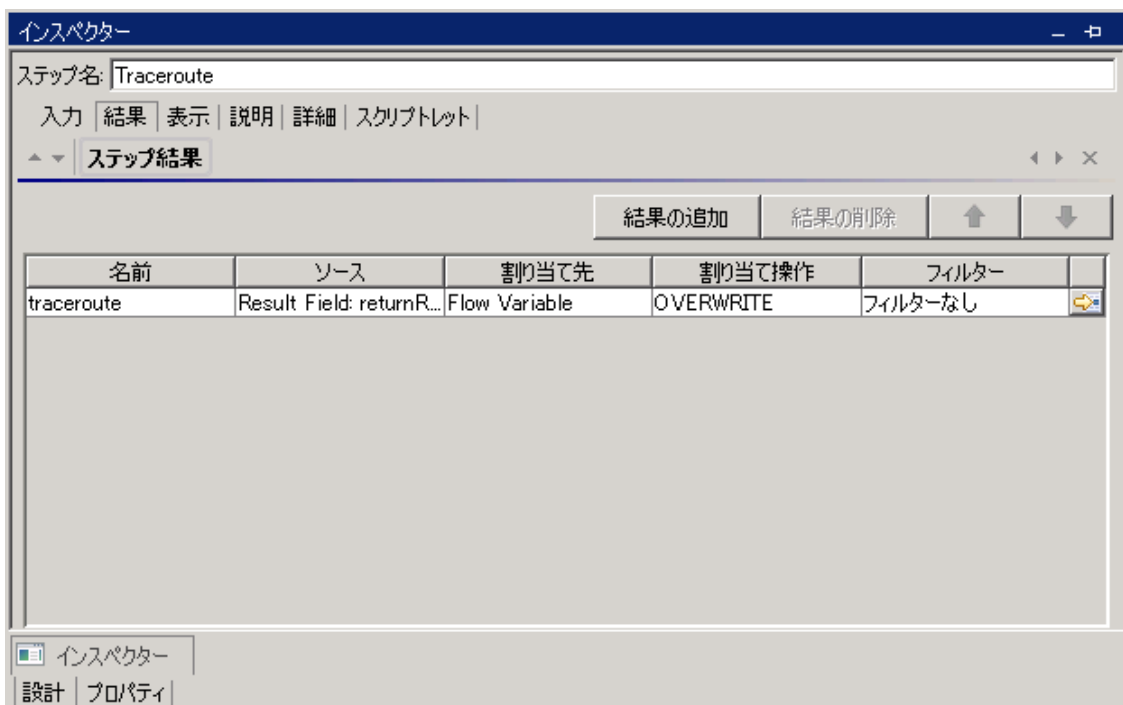 インスペクター
ステップ名: Traceroute
入力 結果 表示 説明 詳細 スクリプトレット
ステップ結果
結果の追加 結果の削除
名前 ソース 割り当て先 割り当て操作 フィルター
traceroute Result Field: returnR... Flow Variable OVERWRITE フィルターなし
インスペクター
設計 プロパティ